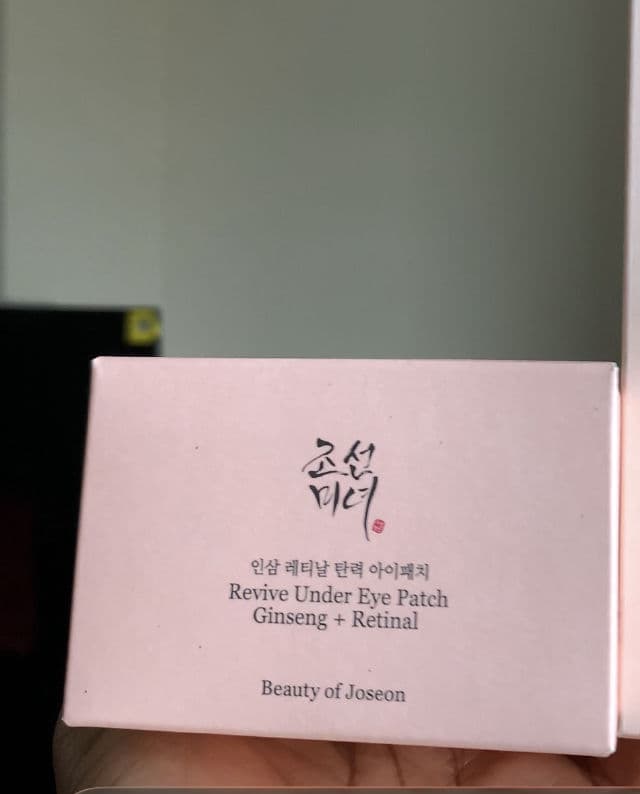 조선
미녀
인삼 레티날 탄력 아이패치
Revive Under Eye Patch
Ginseng + Retinal
Beauty of Joseon